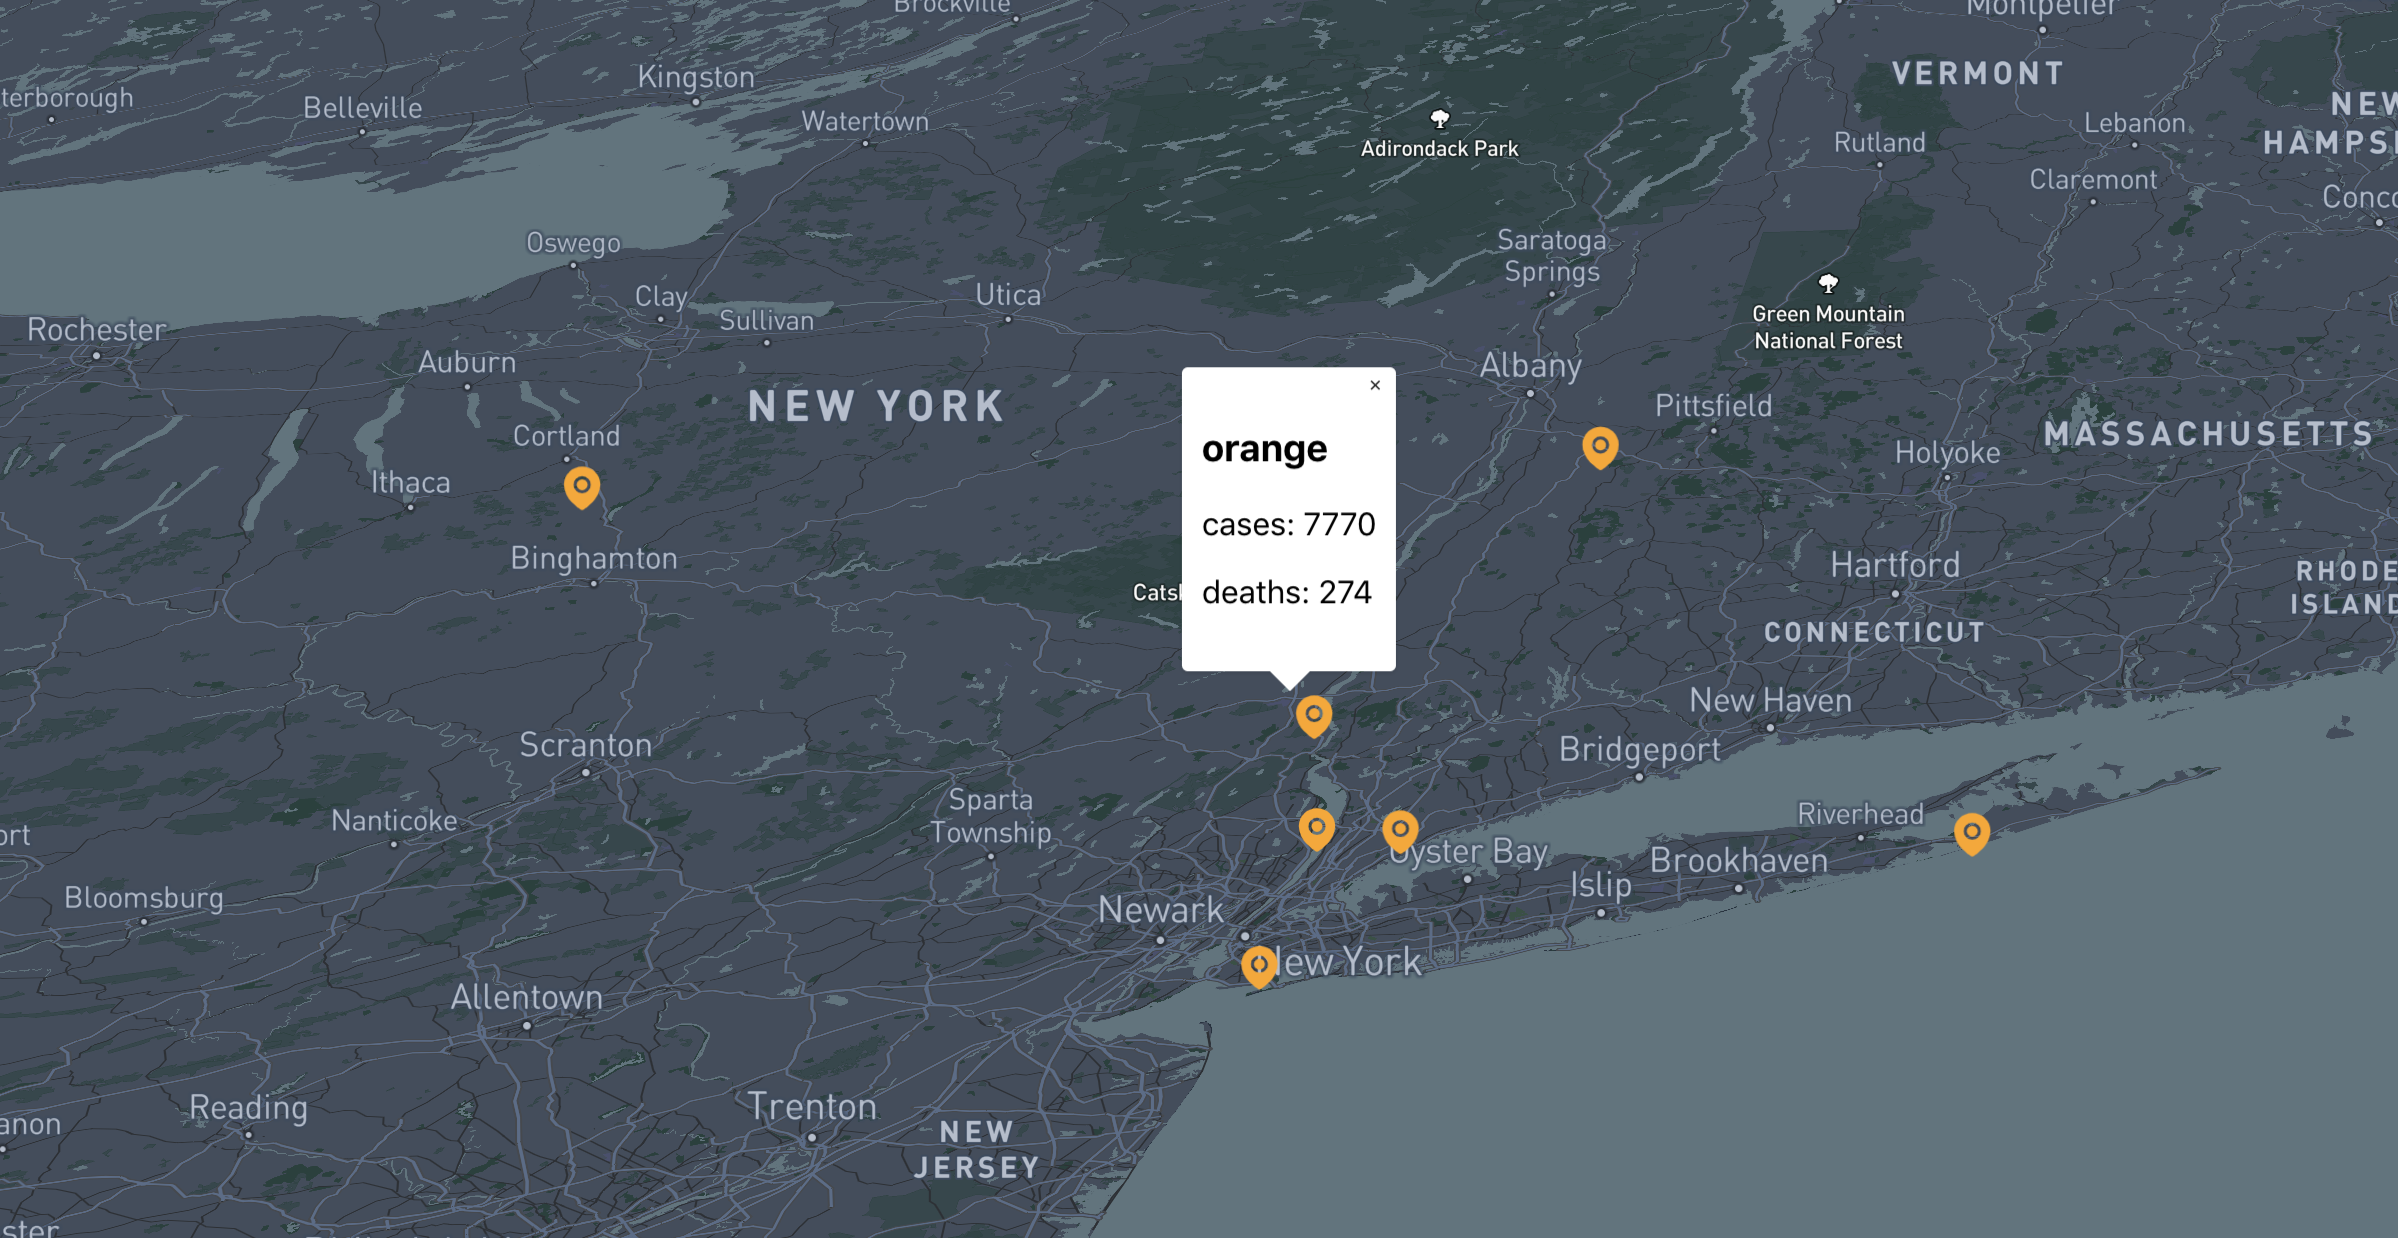 Brockville
Montpelier
Kingston
VERMONT
terborough
Belleville
NEW
HAMPS
Watertown
Adirondack Park
Lebanon
Rutland
Claremont
Conco
Oswego
Saratoga
Springs
Clay
Utica
Sullivan
Rochester
Green Mountain
National Forest
Auburn
Albany
×
NEW YORK
Pittsfield
MASSACHUSETTS
Cortland
orange
Holyoke
Ithaca
cases: 7770
Binghamton
Hartford
RHODE
ISLAND
Catsk
deaths: 274
CONNECTICUT
New Haven
Scranton
Bridgeport
Sparta
Township
Riverhead
Nanticoke
ort
Oyster Bay
Brookhaven
Islip
Bloomsburg
Newark
New York
Allentown
Reading
Trenton
anon
NEW
JERSEY
ster